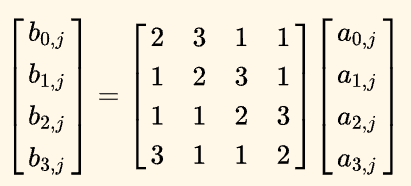 b0,j 2 3 1 1 a0,j
b1,j 1 2 3 1 a1,j
= 
b2,j 1 1 2 3 a2,j
b3,j 3 1 1 2 a3,j